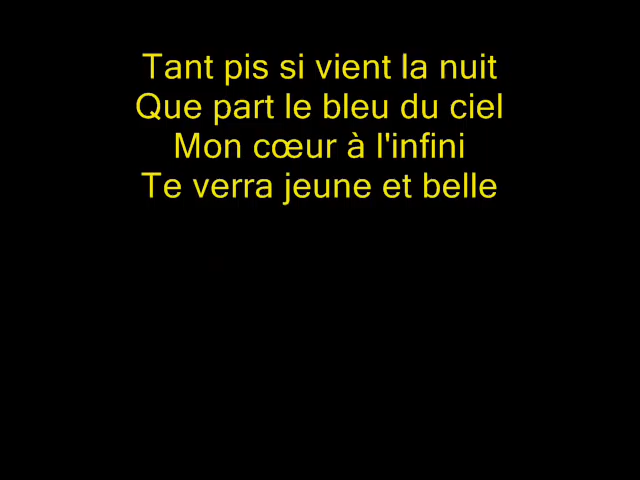 Tant pis si vient la nuit
Que part le bleu du ciel
Mon cœur à l'infini
Te verra jeune et belle